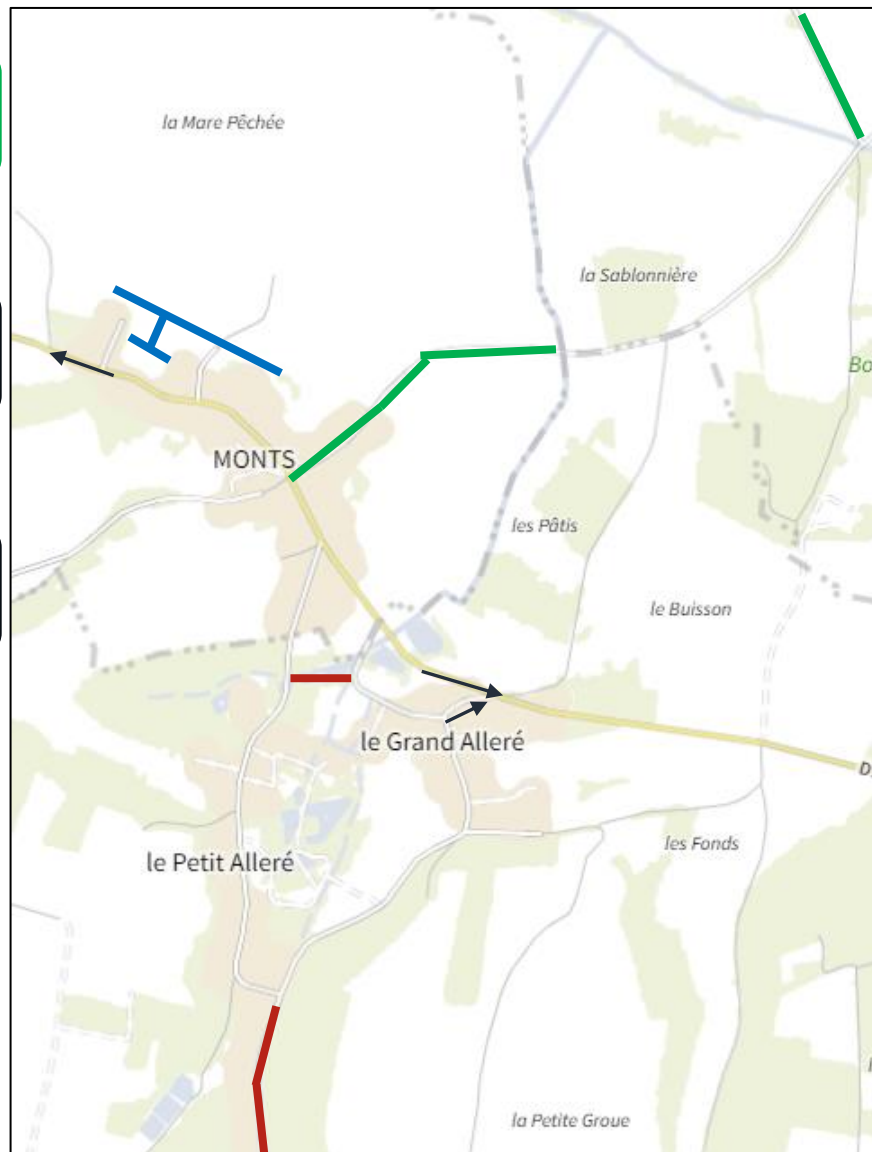 la Mare Pêchée
la Sablonnière
Bo
MONTS
les Pâtis
le Buisson
le Grand Alleré
D
les Fonds
le Petit Alleré
la Petite Groue